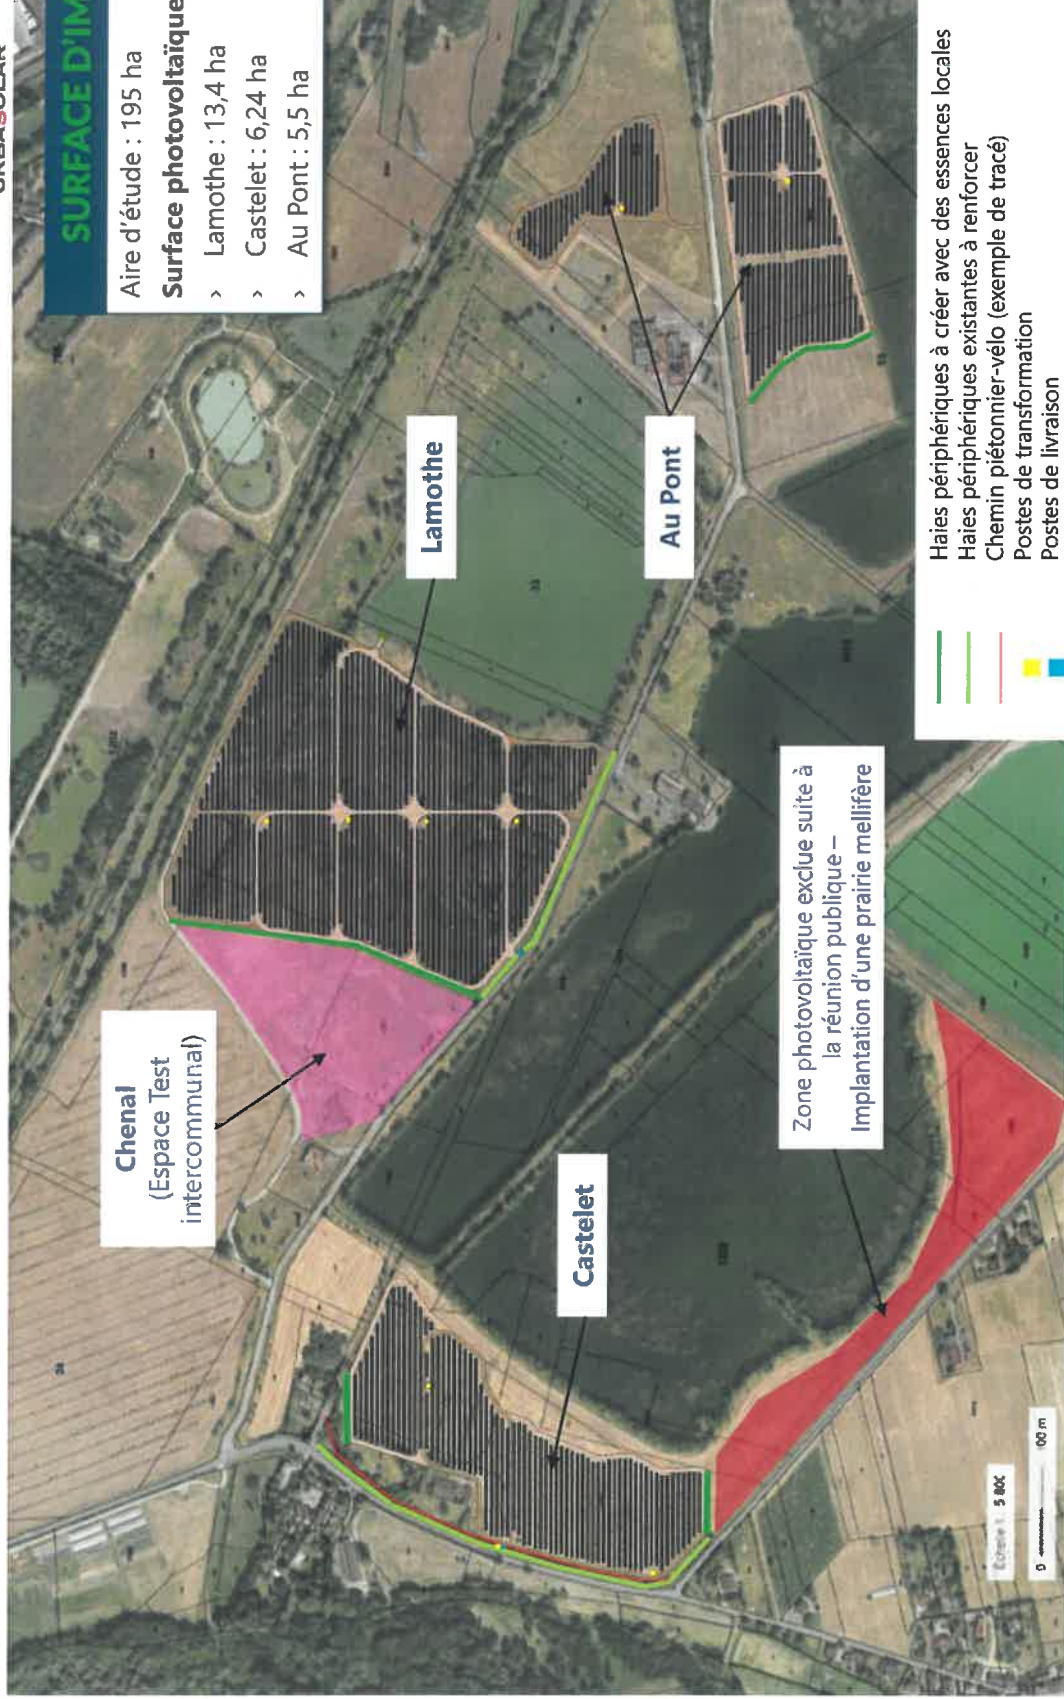 SURFACE D'IM
Aire d'étude : 195 ha
Surface photovoltaïque
> Lamothe : 13,4 ha
> Castelet : 6,24 ha
> Au Pont : 5,5 ha
Chenal
(Espace Test
intercommunal)
Lamothe
Castelet
Au Pont
Zone photovoltaïque exclue suite à
la réunion publique –
Implantation d'une prairie mellifère
Haies périphériques à créer avec des essences locales
Haies périphériques existantes à renforcer
Chemin piétonnier-vélo (exemple de tracé)
Postes de transformation
Postes de livraison
0